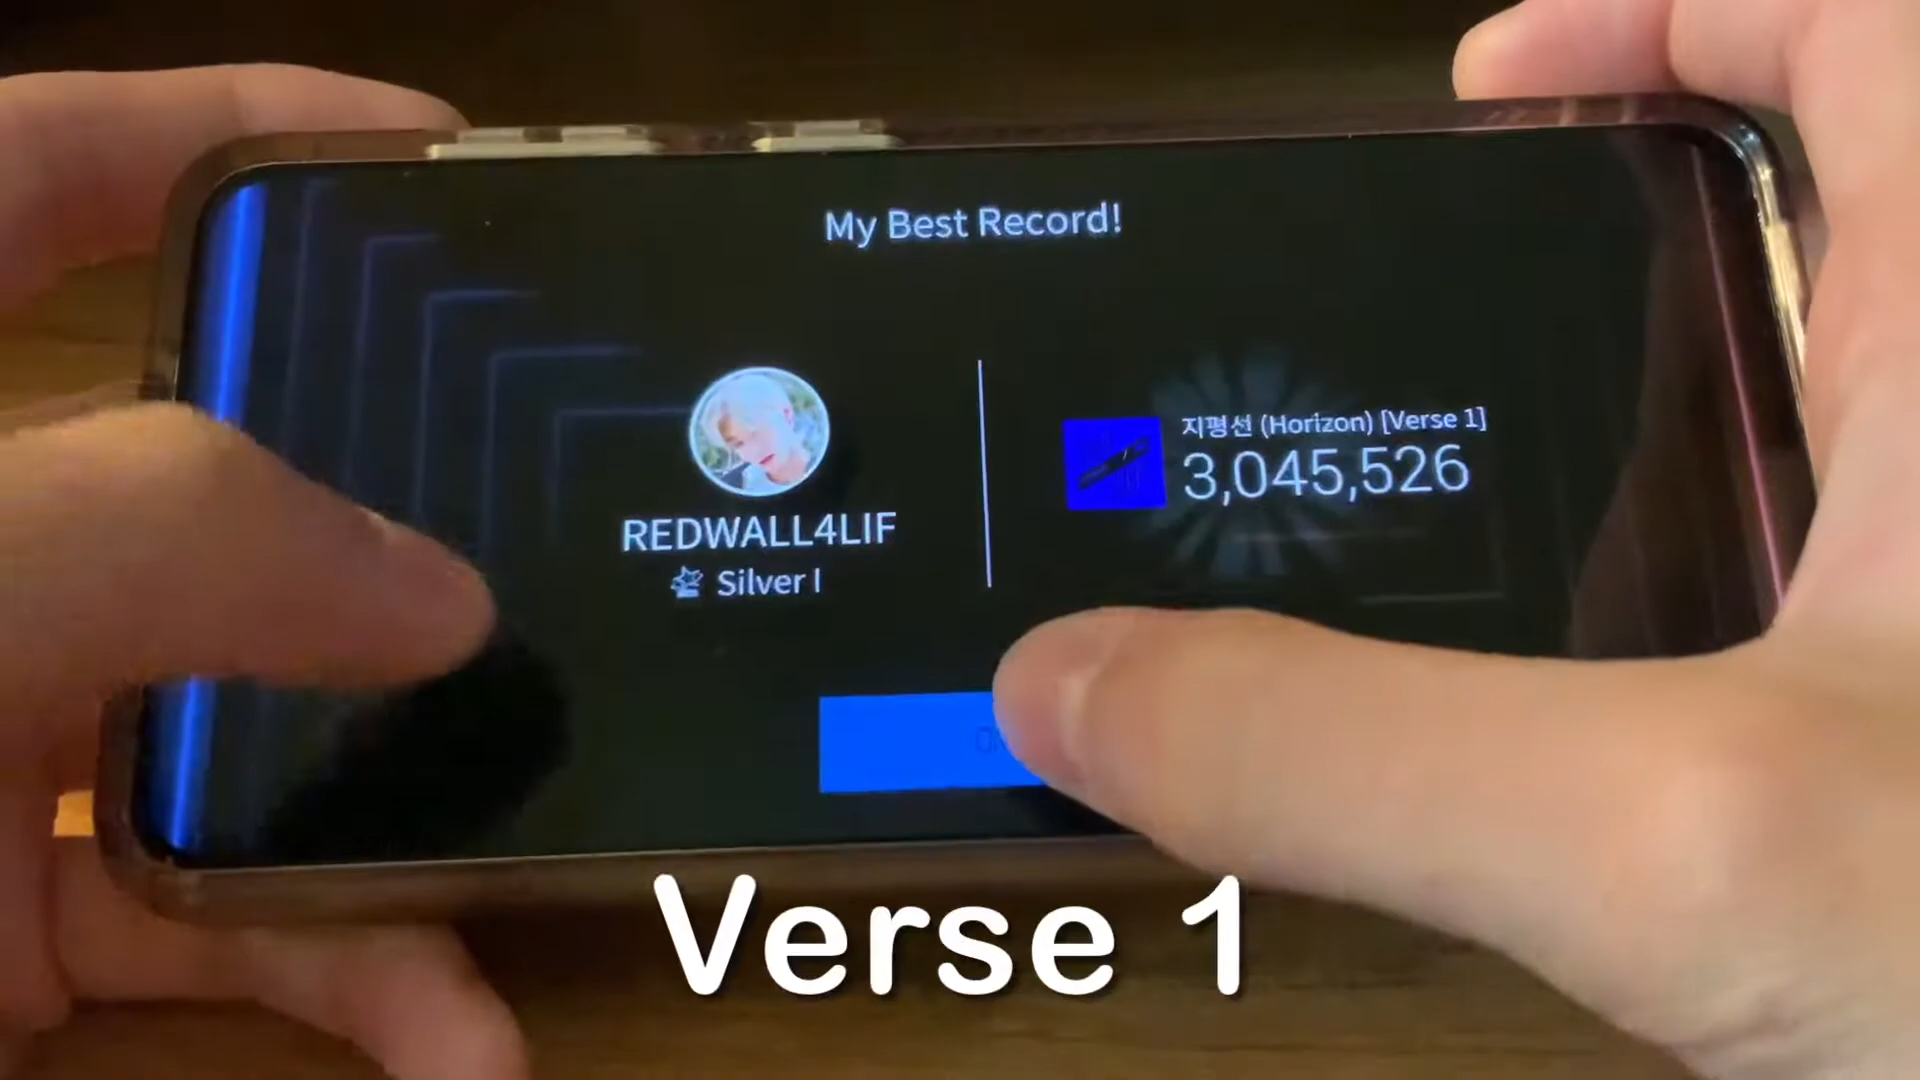 My Best Record!
REDWALL4LIF
Silver I
지평선 (Horizon) [Verse 1]
3,045,526
Verse 1